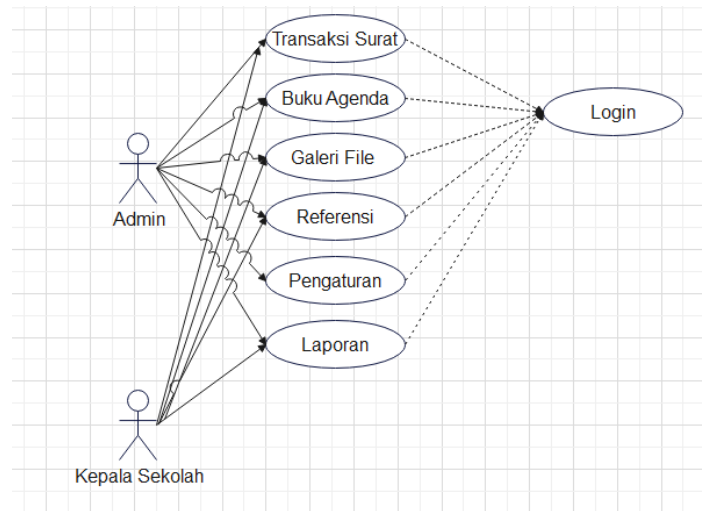 Transaksi Surat
Buku Agenda
Login
Galeri File
Admin
Referensi
Pengaturan
Laporan
Kepala Sekolah